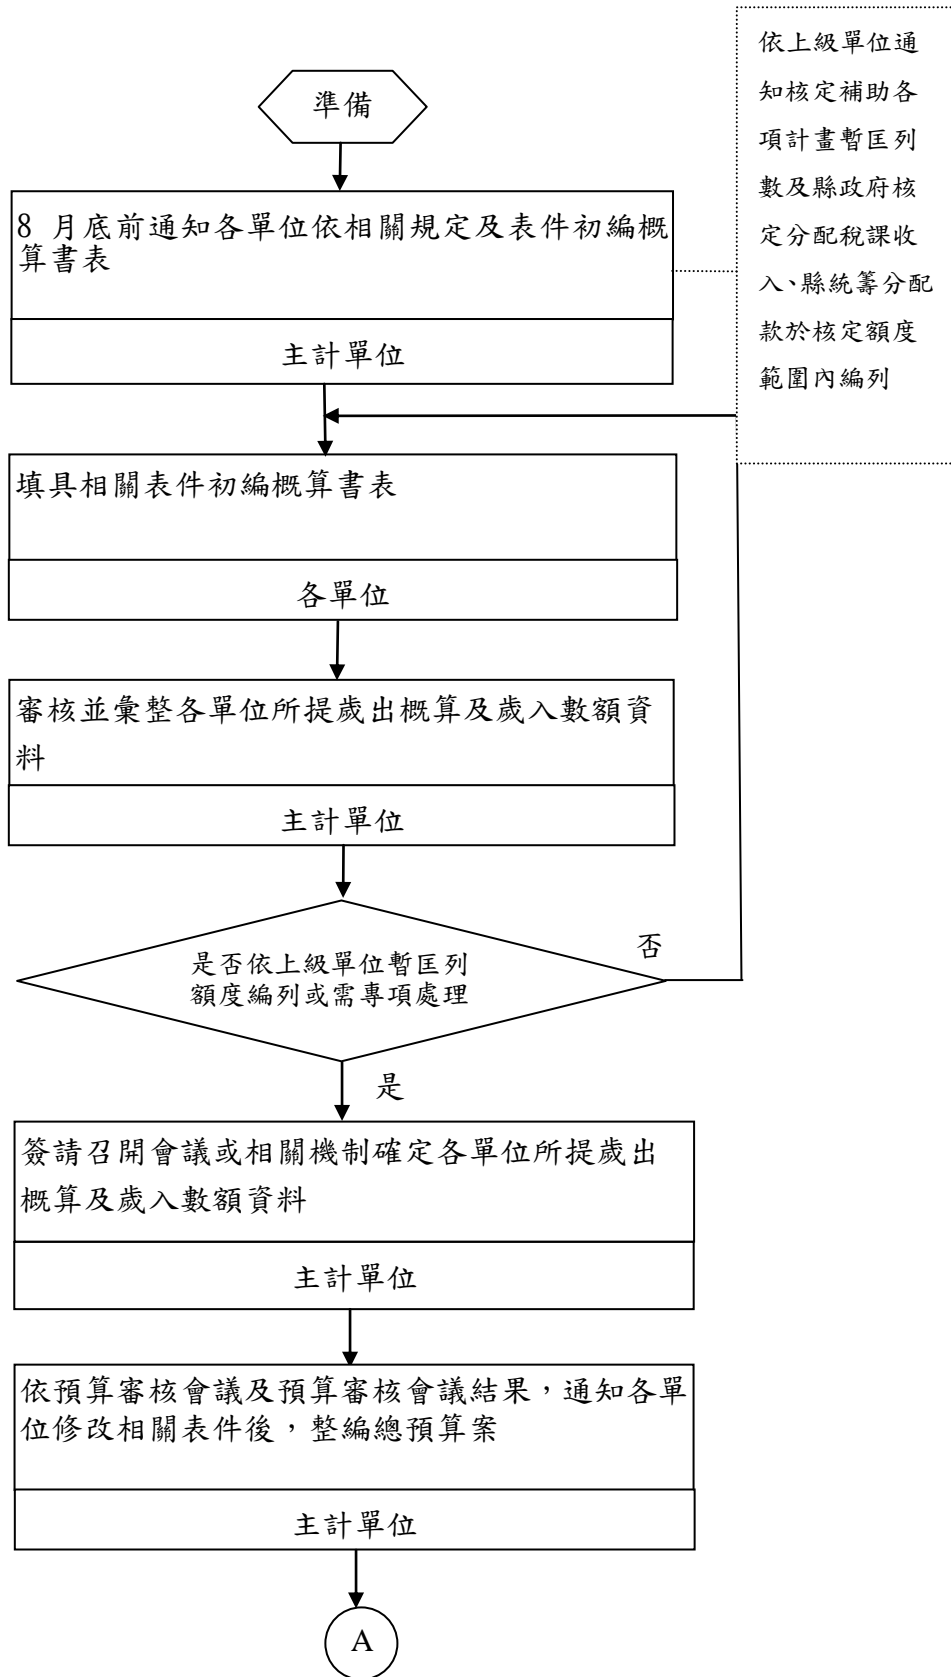 準備
8 月底前通知各單位依相關規定及表件初編概
算書表
主計單位
依上級單位通
知核定補助各
項計畫暫匡列
數及縣政府核
定分配稅課收
入、縣統籌分配
款於核定額度
範圍內編列
填具相關表件初編概算書表
各單位
審核並彙整各單位所提歲出概算及歲入數額資
料
主計單位
是否依上級單位暫匡列
額度編列或需專項處理
否
是
簽請召開會議或相關機制確定各單位所提歲出
概算及歲入數額資料
主計單位
依預算審核會議及預算審核會議結果，通知各單
位修改相關表件後，整編總預算案
主計單位
A